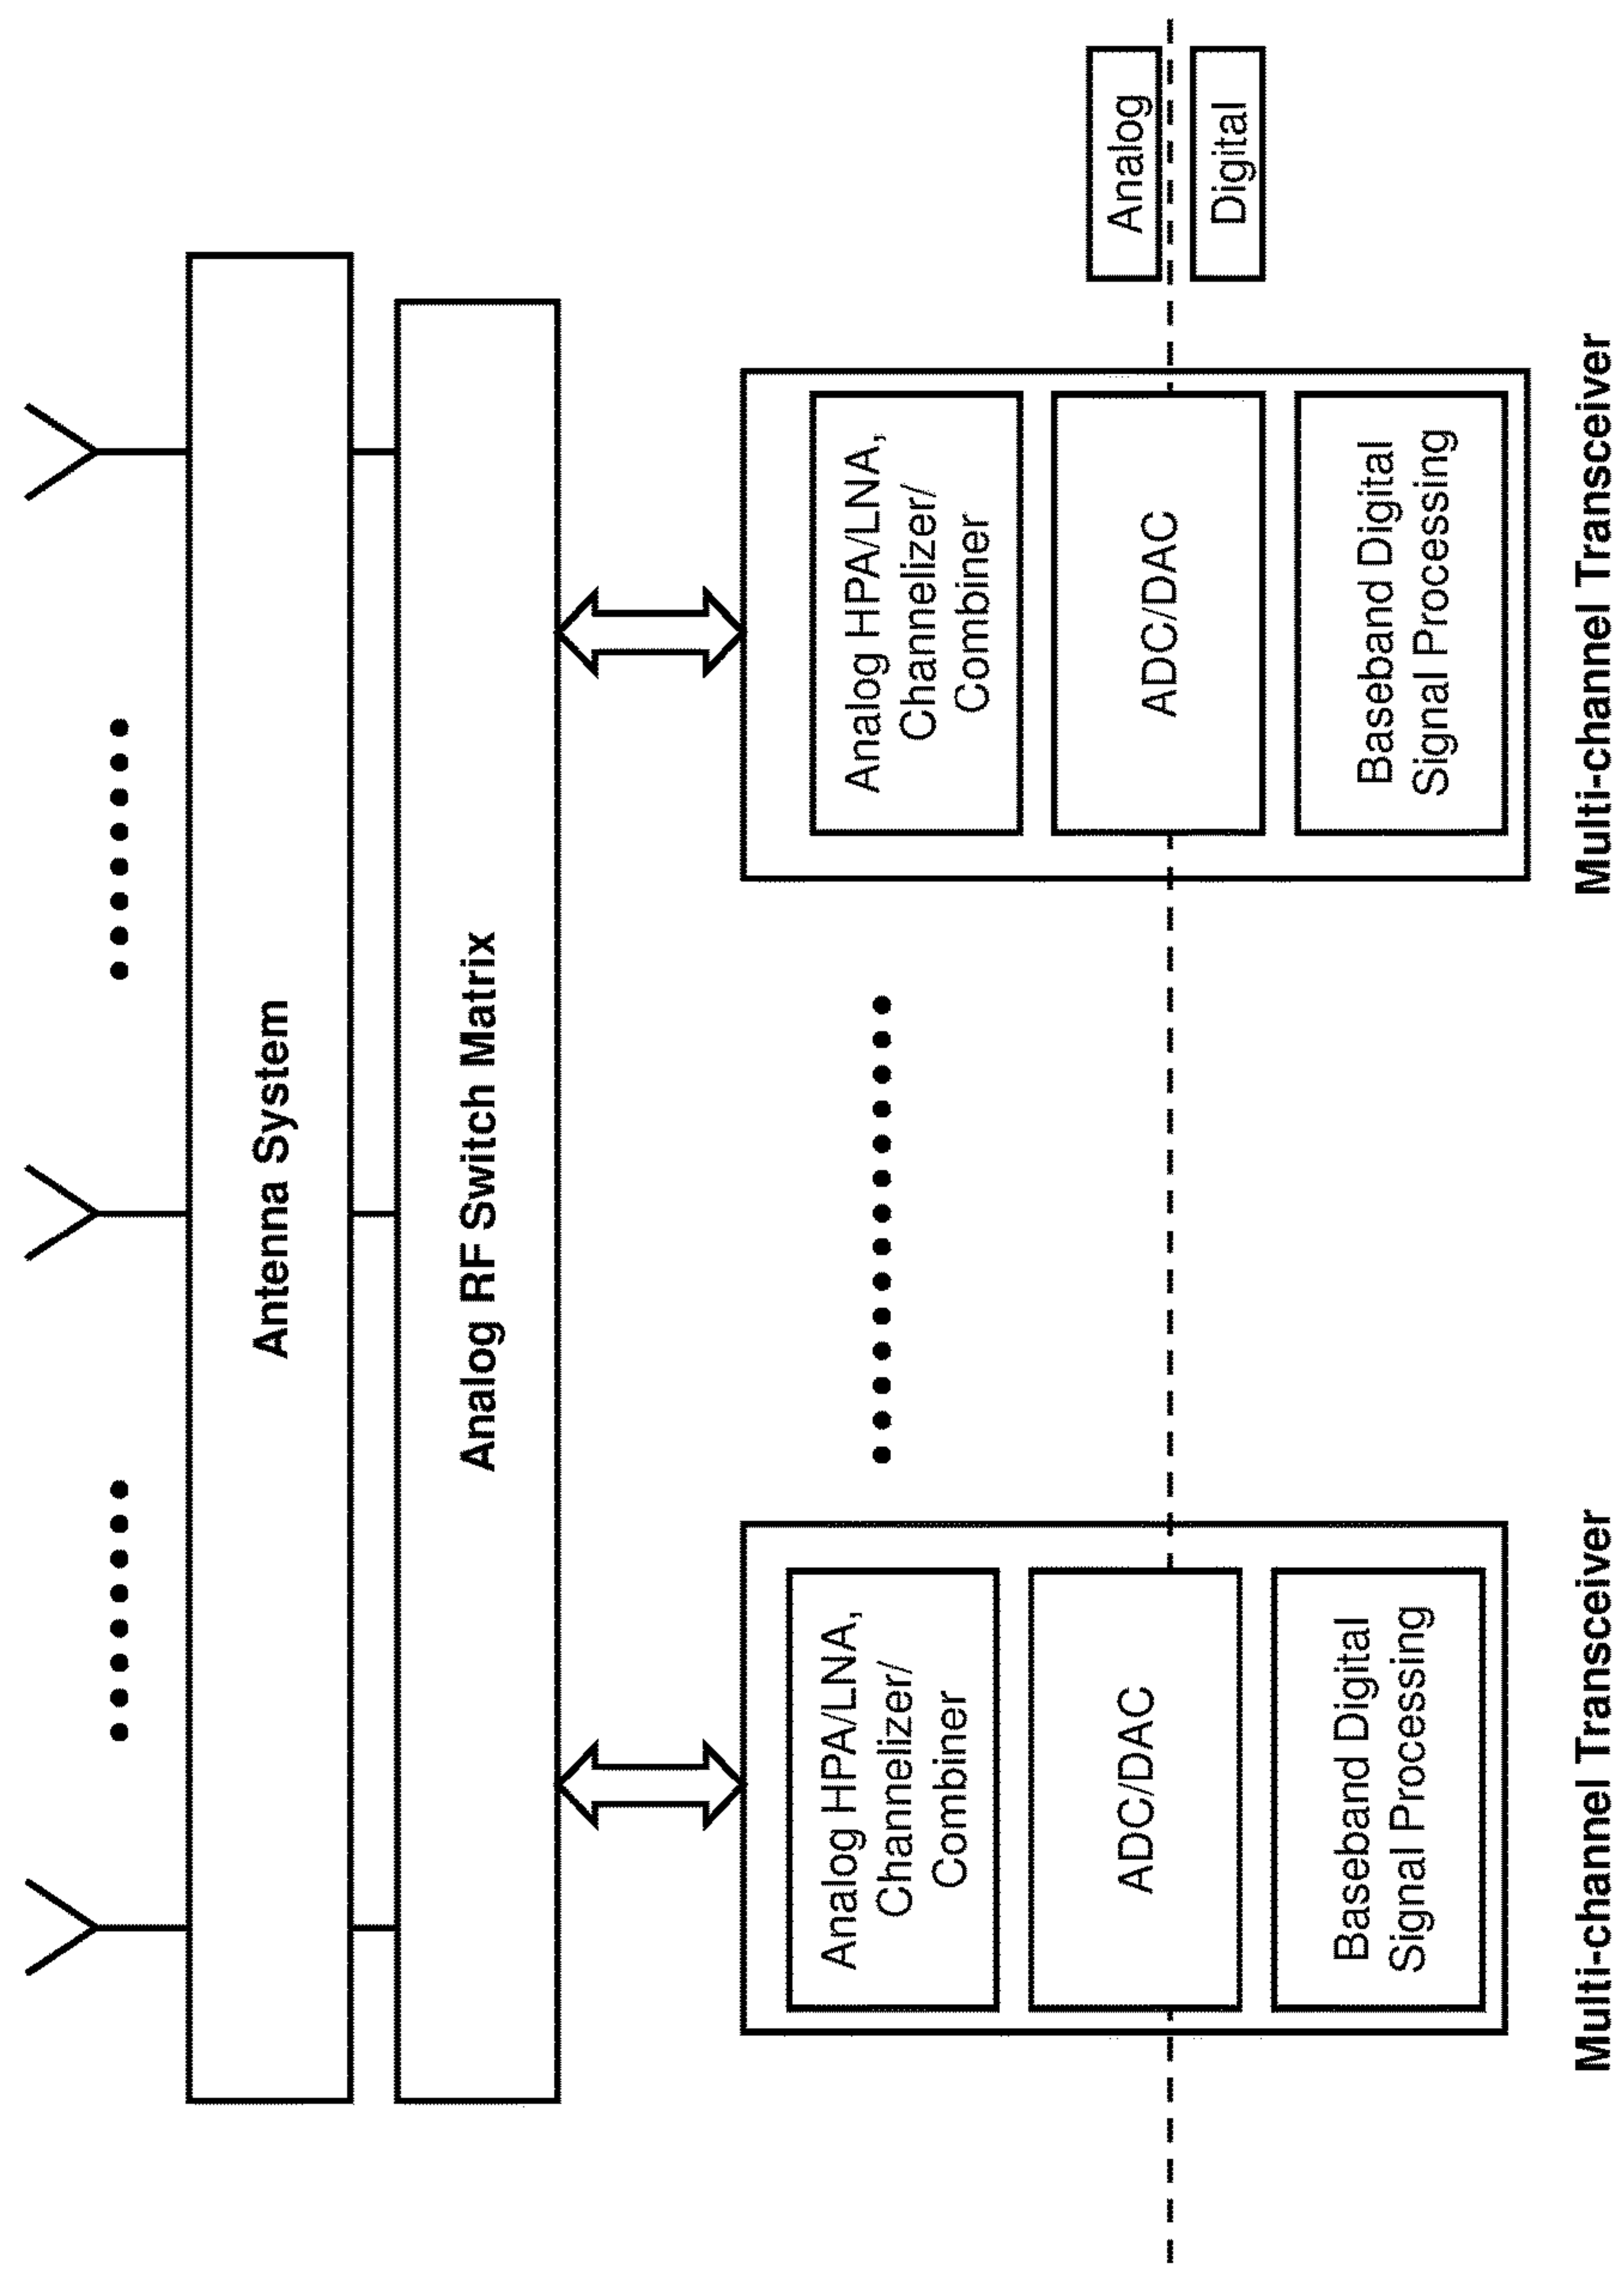 Antenna System
Analog RF Switch Matrix
Analog HPA/LNA,
Channelizer/
Combiner
ADC/DAC
Baseband Digital
Signal Processing
Multi-channel Transceiver
Analog HPA/LNA,
Channelizer/
Combiner
ADC/DAC
Baseband Digital
Signal Processing
Multi-channel Transceiver
Analog
Digital